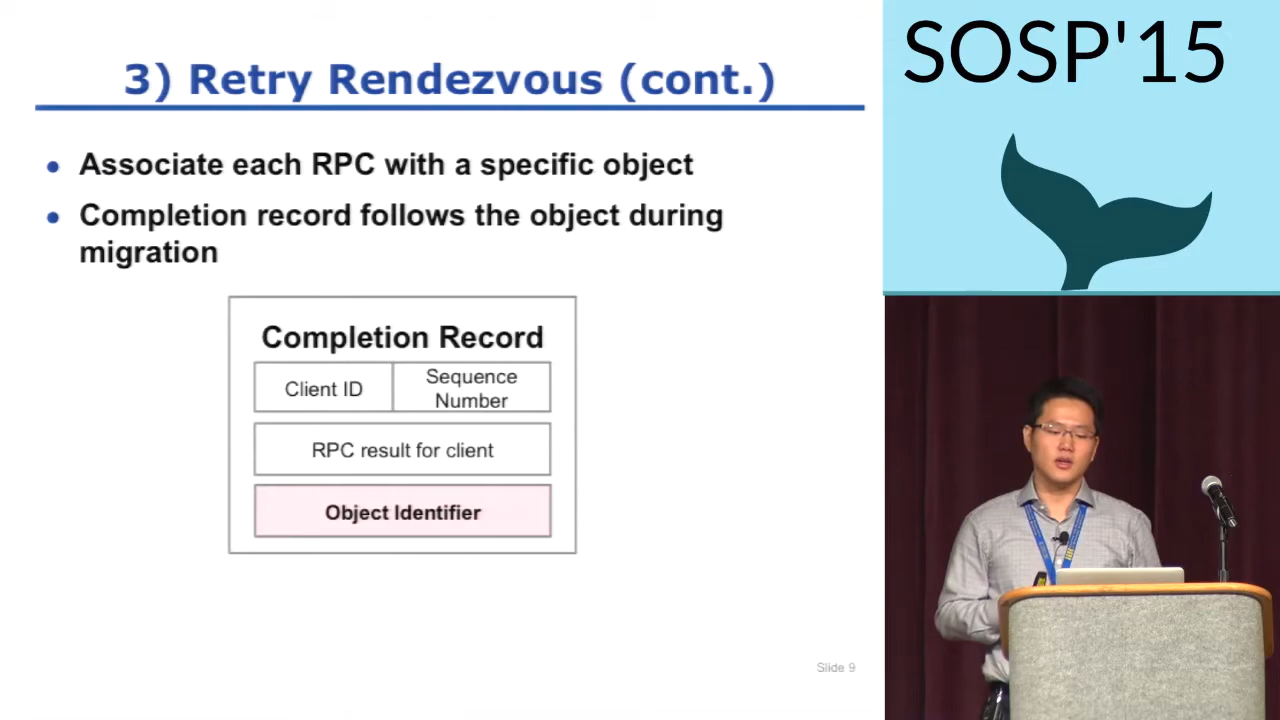 3) Retry Rendezvous (cont.)
• Associate each RPC with a specific object
• Completion record follows the object during
migration
Completion Record
Client ID
Sequence
Number
RPC result for client
Object Identifier
Slide 9
SOSP'15